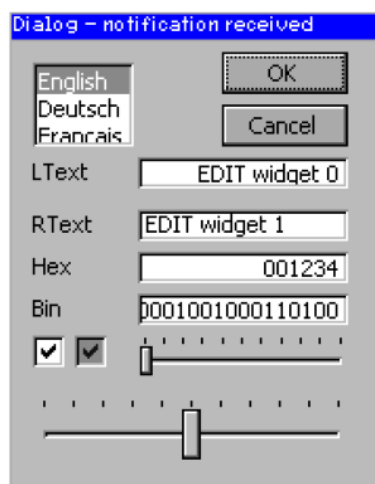 Dialog - notification received
English
Deutsch
Francais
OK
Cancel
LText
EDIT widget 0
RText
EDIT widget 1
Hex
001234
Bin
0001001000110100